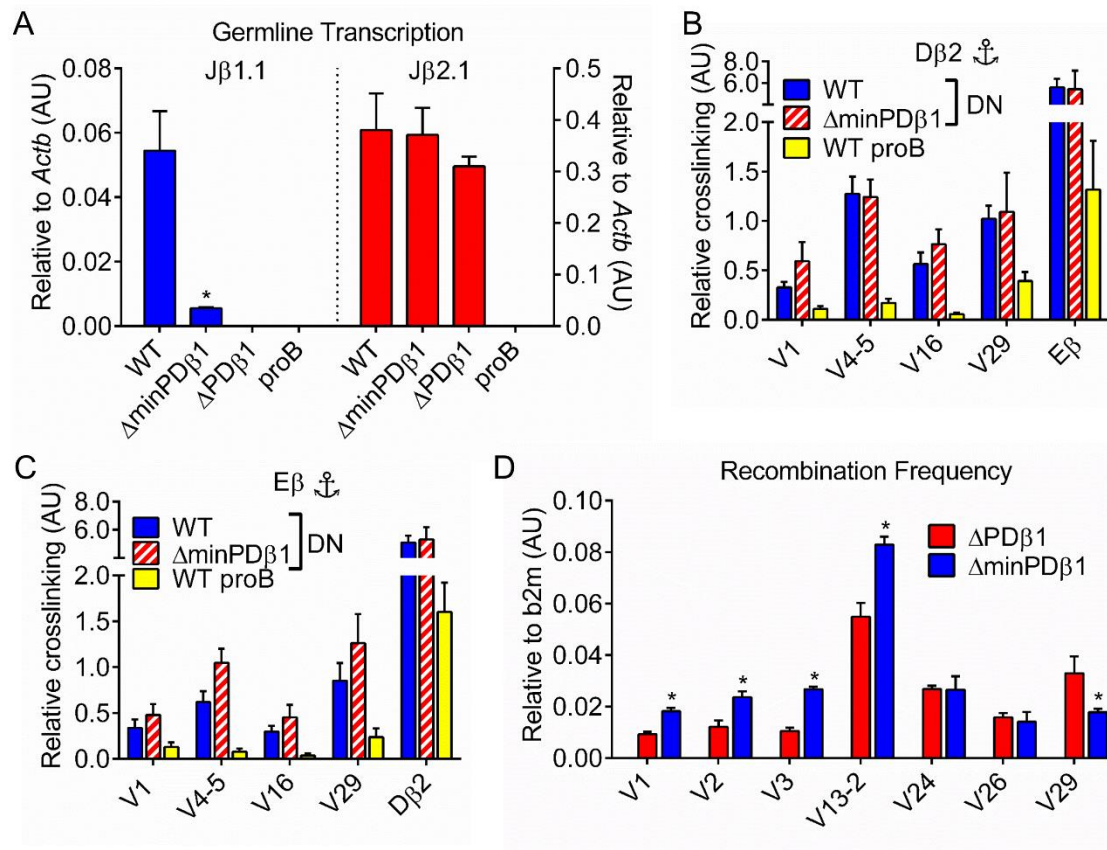 A
Germline Transcription
Jβ1.1
Jβ2.1
Relative to Actb (AU)
0.08
0.06
0.04
0.02
0.00
WT
ΔminPDβ1
ΔPDβ1
proB
WT
ΔminPDβ1
ΔPDβ1
proB
*
0.5
0.4
0.3
0.2
0.1
0.0
Relative to Actb (AU)
B
Dβ2
WT
ΔminPDβ1
DN
WT proB
Relative crosslinking (AU)
8.0
6.0
2.0
1.5
1.0
0.5
0.0
V1
V4-5
V16
V29
Eβ
C
Eβ
WT
ΔminPDβ1
DN
WT proB
Relative crosslinking (AU)
8.0
6.0
2.0
1.5
1.0
0.5
0.0
V1
V4-5
V16
V29
Dβ2
D
Recombination Frequency
ΔPDβ1
ΔminPDβ1
Relative to b2m (AU)
0.10
0.08
0.06
0.04
0.02
0.00
*
*
*
*
*
V1
V2
V3
V13-2
V24
V26
V29